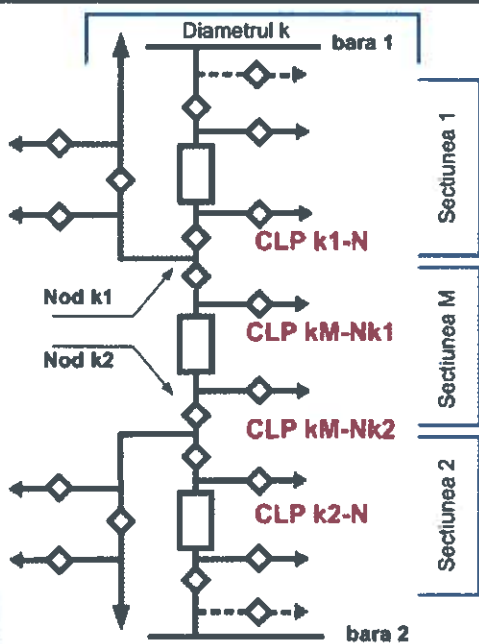 Diametrul k
bara 1
Sectiunea 1
CLP k1-N
Nod k1
CLP kM-Nk1
Sectiunea M
Nod k2
CLP kM-Nk2
CLP k2-N
Sectiunea 2
bara 2